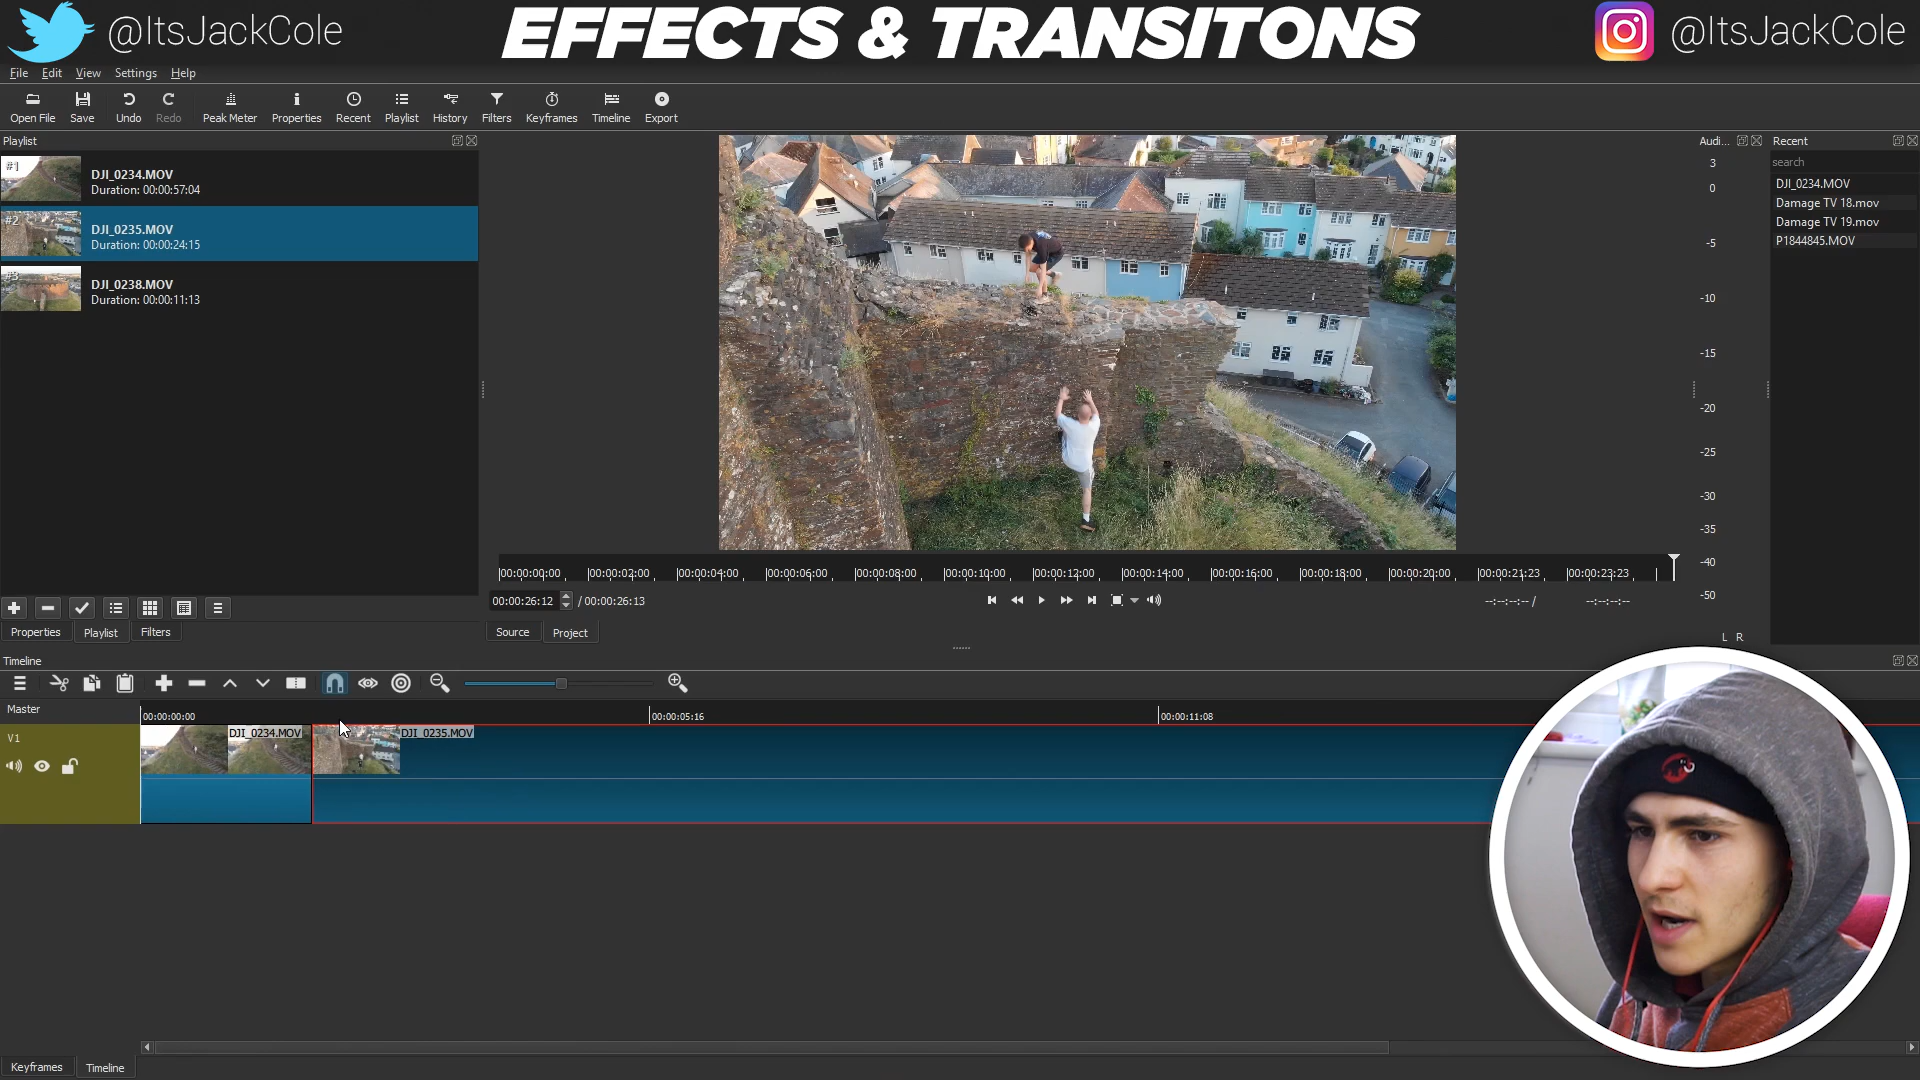 @ItsJackCole
EFFECTS & TRANSITONS
@ItsJackCole
File Edit View Settings Help
Open File Save Undo Redo Peak Meter Properties Recent Playlist History Filters Keyframes Timeline Export
Playlist
#1
DJI_0234.MOV
Duration: 00:00:57:04
#2
DJI_0235.MOV
Duration: 00:00:24:15
#3
DJI_0238.MOV
Duration: 00:00:11:13
Properties Playlist Filters
00:00:00:00 00:00:02:00 00:00:04:00 00:00:06:00 00:00:08:00 00:00:10:00 00:00:12:00 00:00:14:00 00:00:16:00 00:00:18:00 00:00:20:00 00:00:21:23 00:00:23:23
00:00:26:12 / 00:00:26:13 --:--:--:-- / --:--:--:--
Source Project
Audi...
3
0
-5
-10
-15
-20
-25
-30
-35
-40
-50
L R
Recent
search
DJI_0234.MOV
Damage TV 18.mov
Damage TV 19.mov
P1844845.MOV
Timeline
Master
00:00:00:00 00:00:05:16 00:00:11:08
V1
DJI_0234.MOV DJI_0235.MOV
Keyframes Timeline